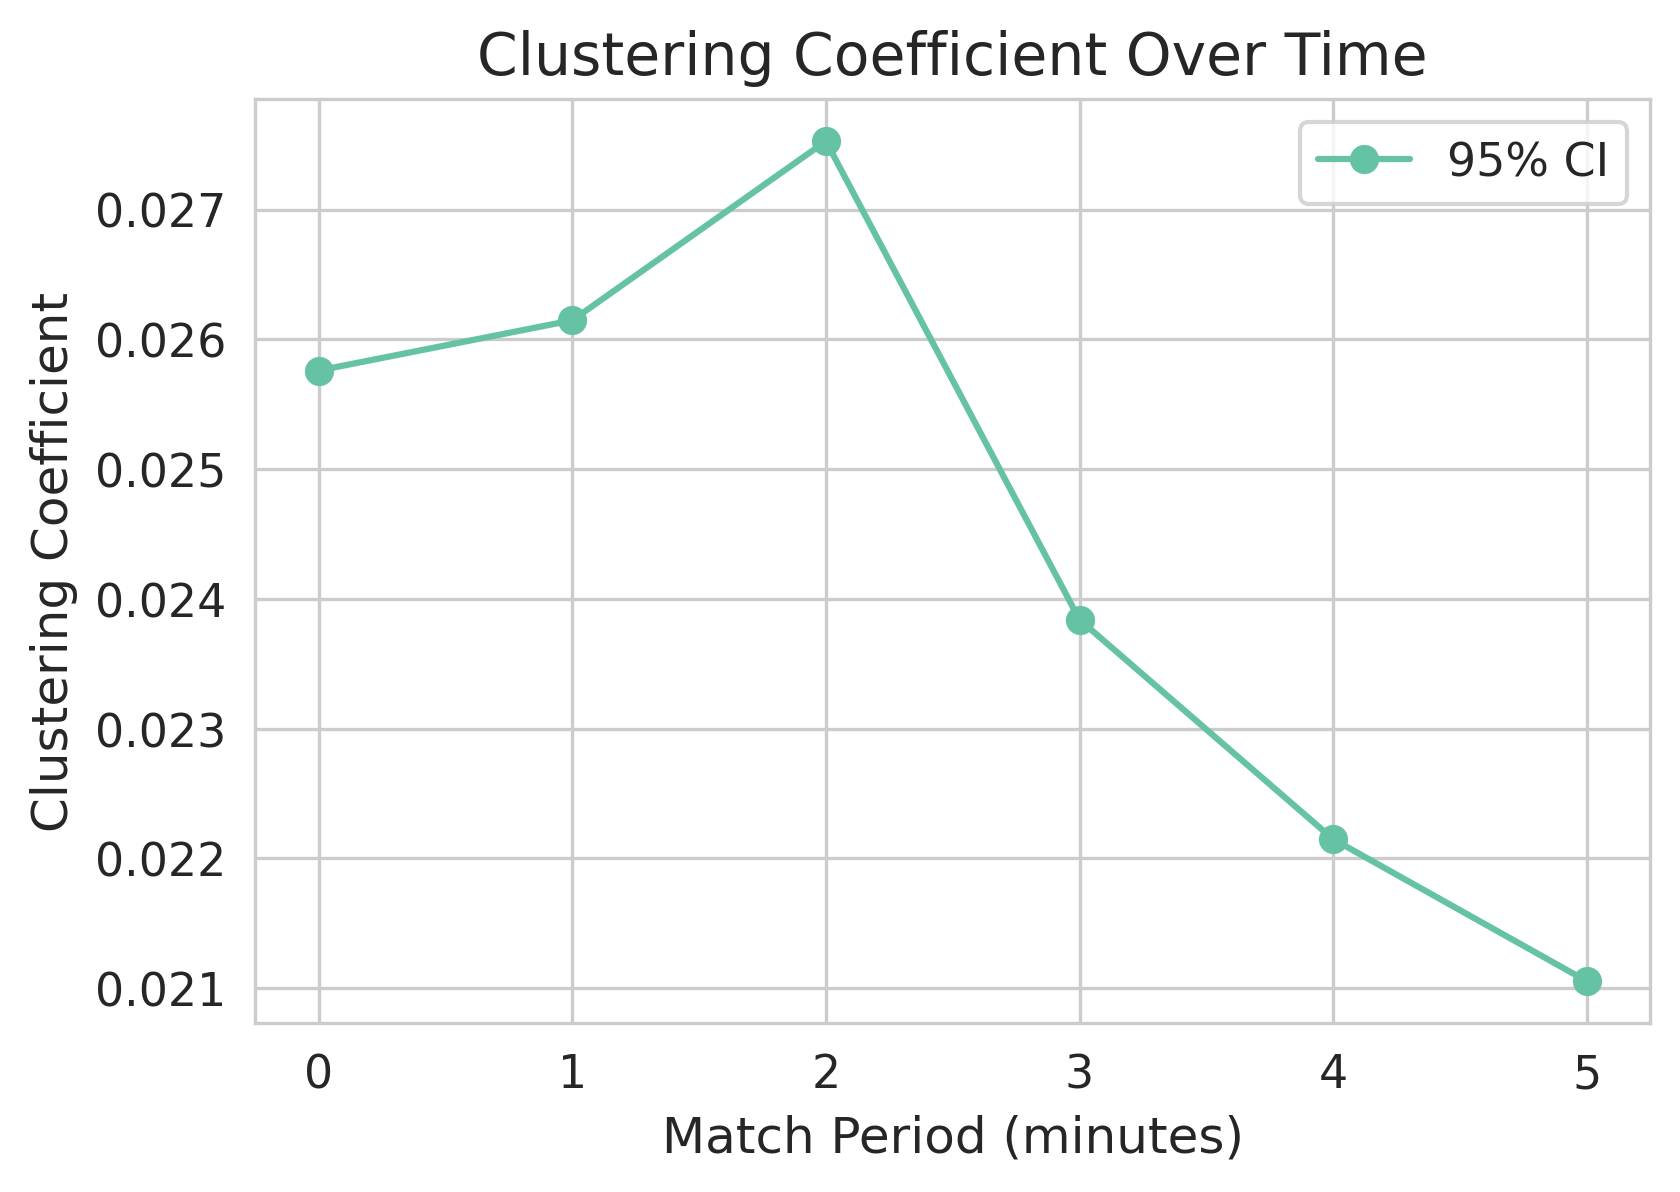 Clustering Coefficient Over Time
95% CI
Clustering Coefficient
0.027
0.026
0.025
0.024
0.023
0.022
0.021
0 1 2 3 4 5
Match Period (minutes)